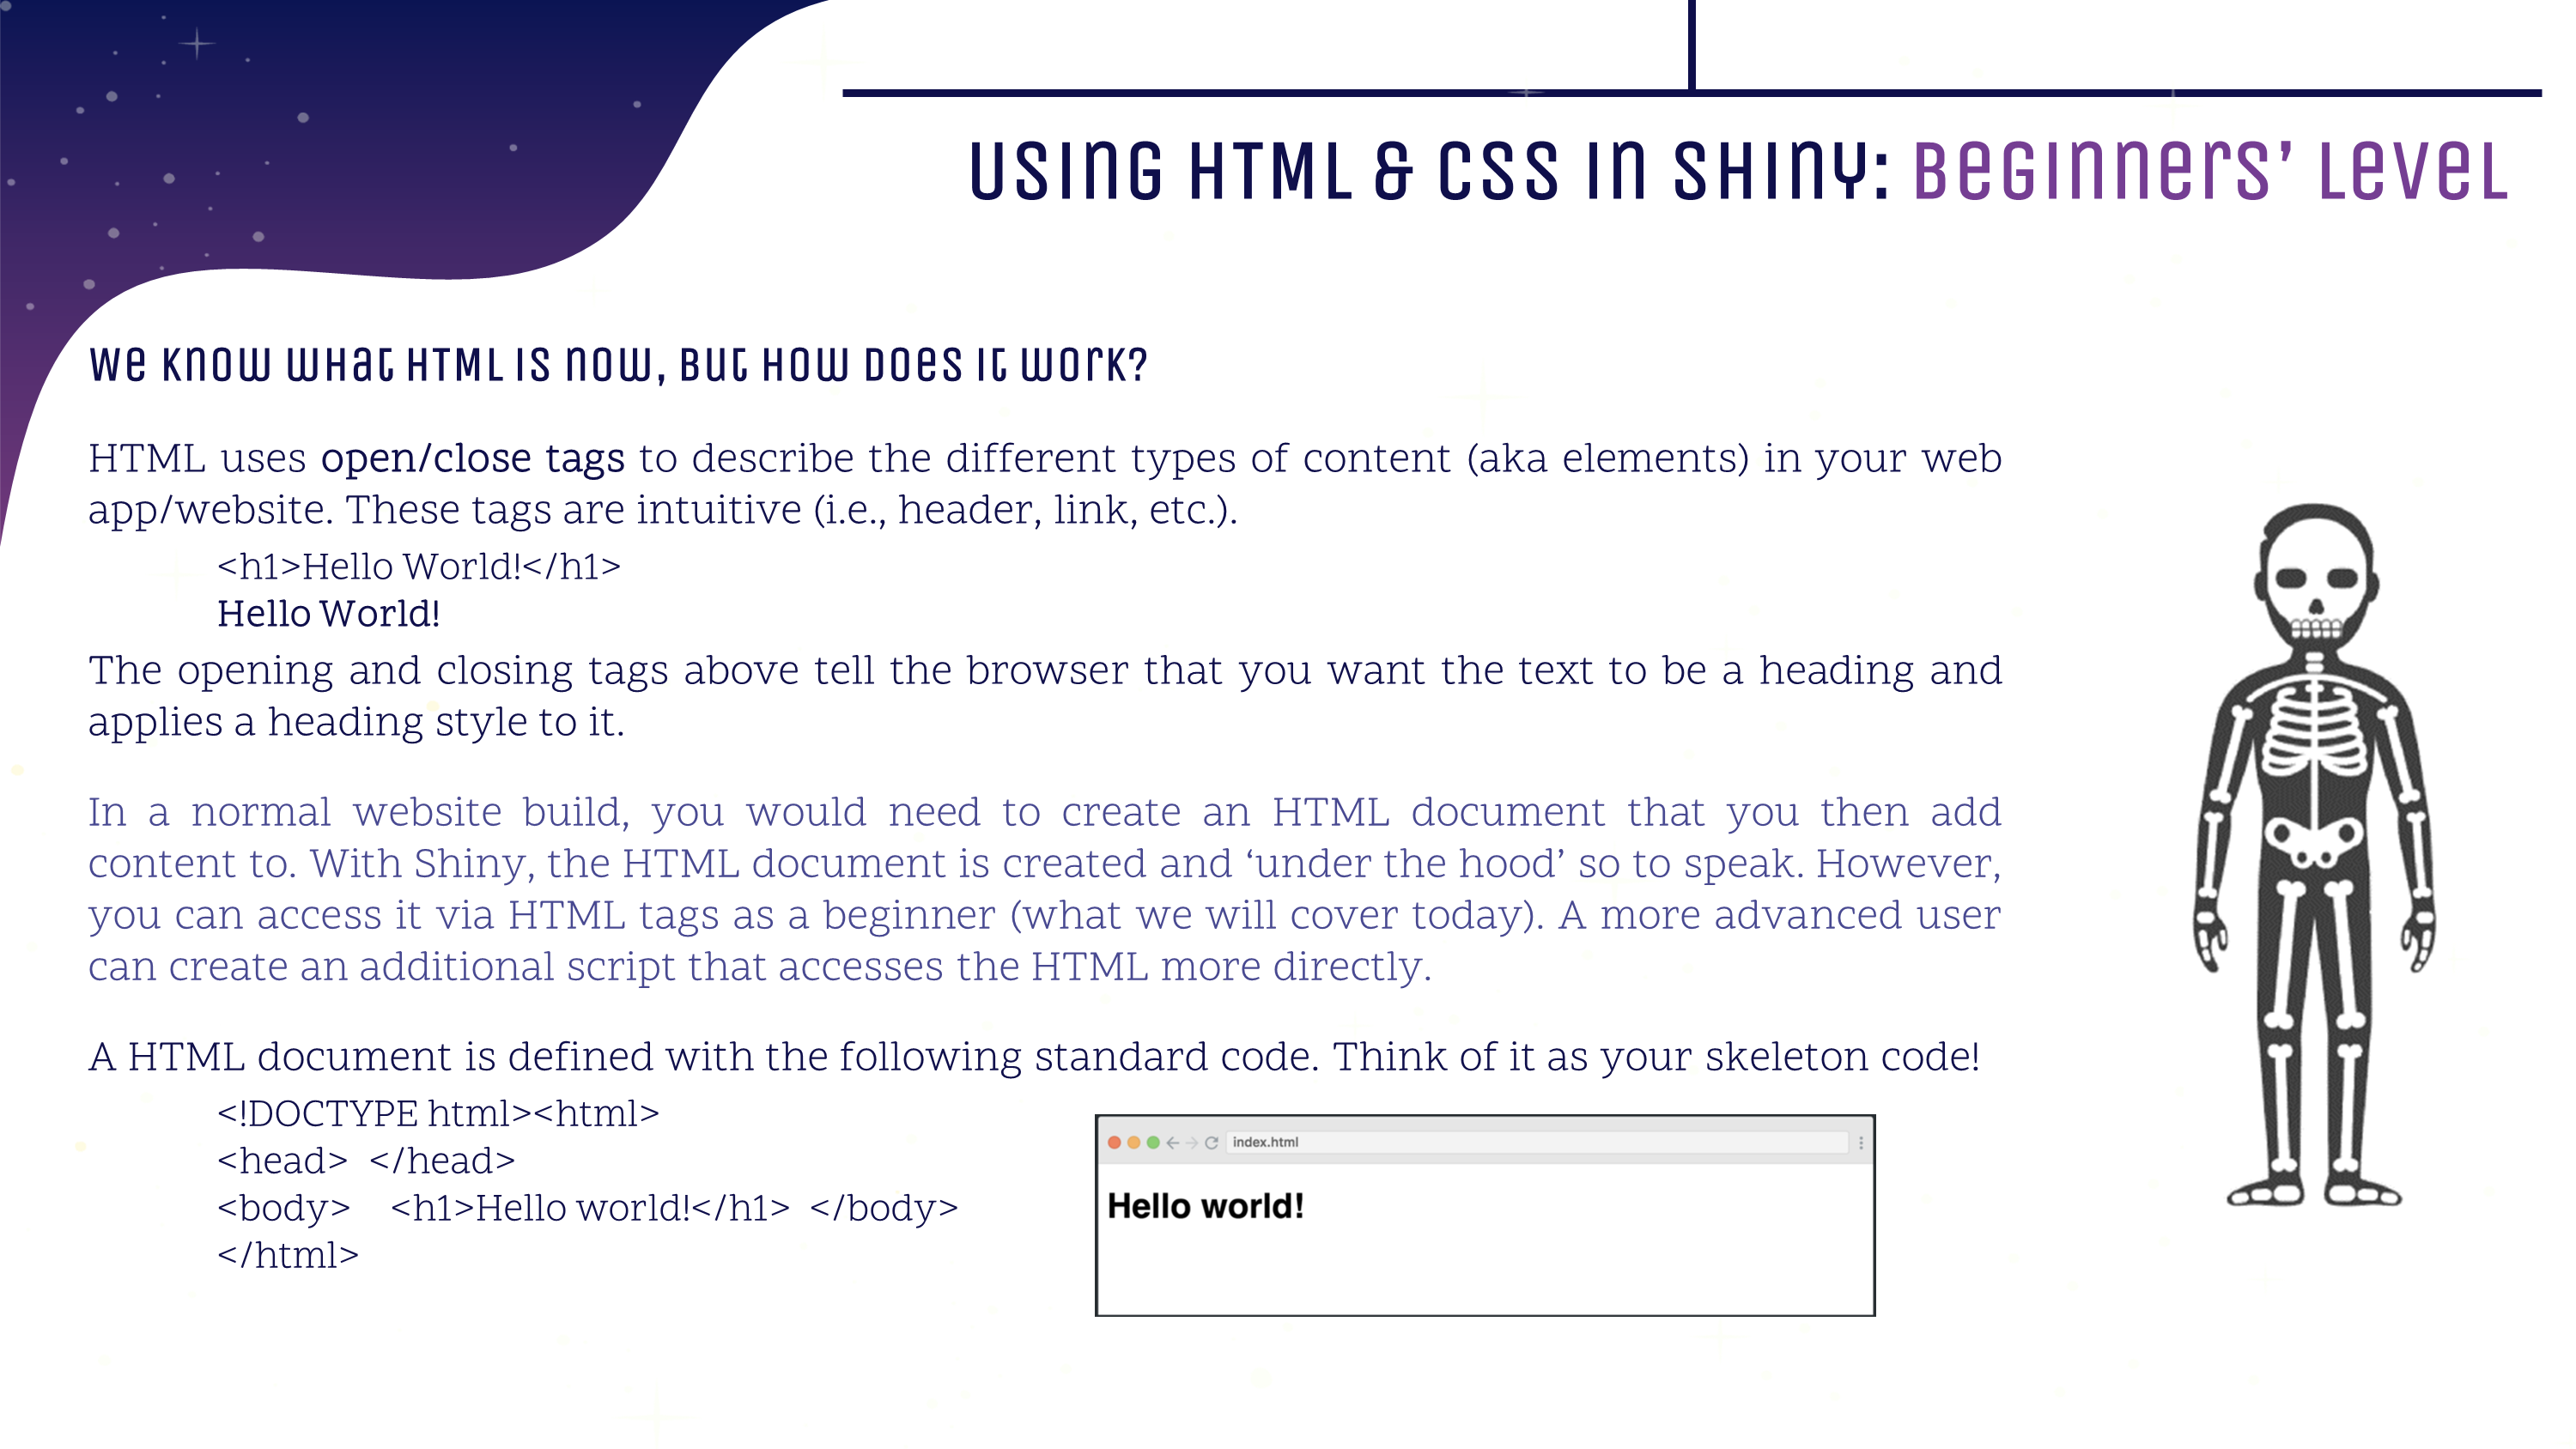 USING HTML & CSS IN SHINY: Beginners’ Level
We know what HTML is now, but how does it work?
HTML uses open/close tags to describe the different types of content (aka elements) in your web
app/website. These tags are intuitive (i.e., header, link, etc.).
<h1>Hello World!</h1>
Hello World!
The opening and closing tags above tell the browser that you want the text to be a heading and
applies a heading style to it.
In a normal website build, you would need to create an HTML document that you then add
content to. With Shiny, the HTML document is created and ‘under the hood’ so to speak. However,
you can access it via HTML tags as a beginner (what we will cover today). A more advanced user
can create an additional script that accesses the HTML more directly.
A HTML document is defined with the following standard code. Think of it as your skeleton code!
<!DOCTYPE html><html>
<head> </head>
<body> <h1>Hello world!</h1> </body>
</html>
index.html
Hello world!